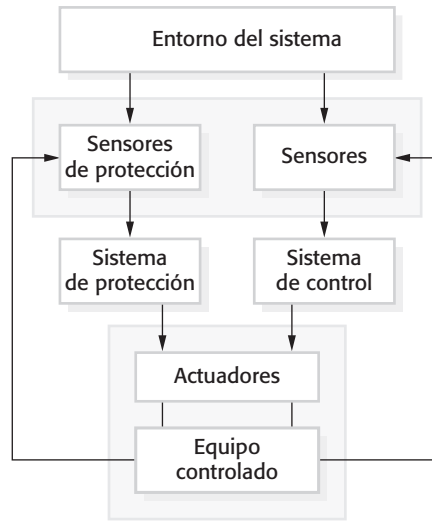 Entorno del sistema
Sensores
de protección
Sensores
Sistema
de protección
Sistema
de control
Actuadores
Equipo
controlado